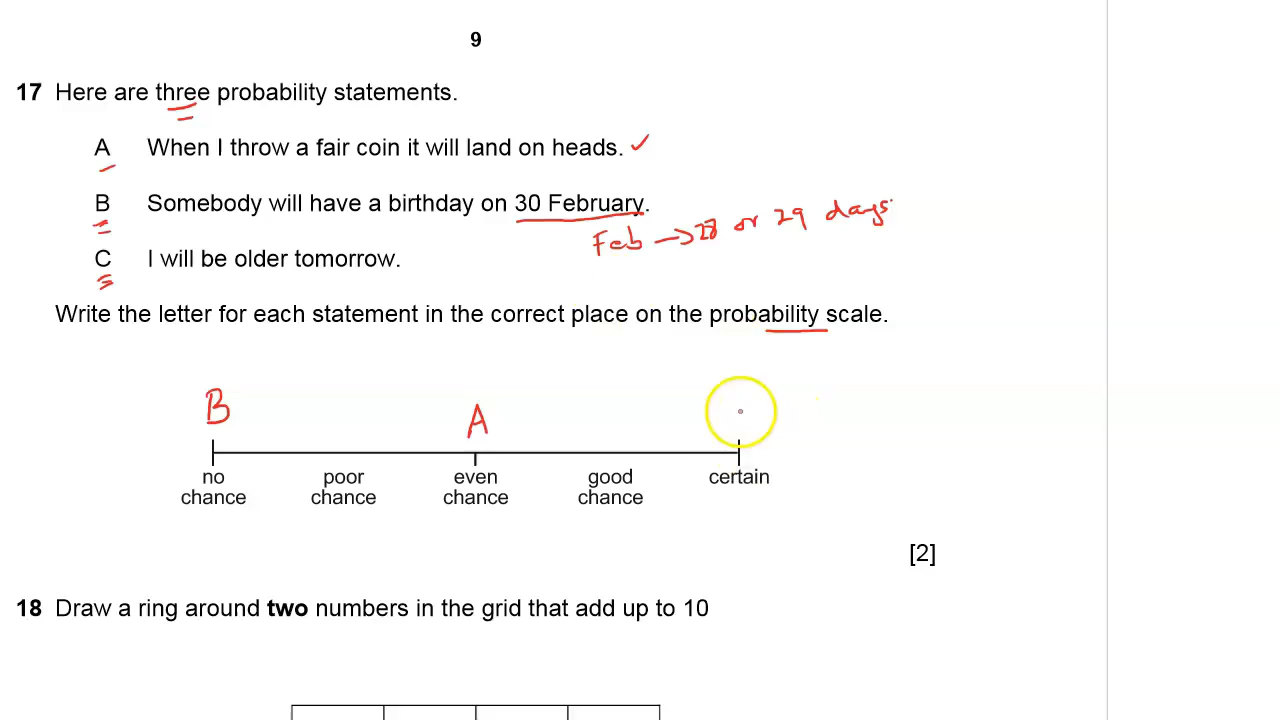 9
17 Here are three probability statements.
A When I throw a fair coin it will land on heads. ✓
B Somebody will have a birthday on 30 February.
Feb → 28 or 29 days
C I will be older tomorrow.
Write the letter for each statement in the correct place on the probability scale.
B A
no chance poor chance even chance good chance certain
[2]
18 Draw a ring around two numbers in the grid that add up to 10